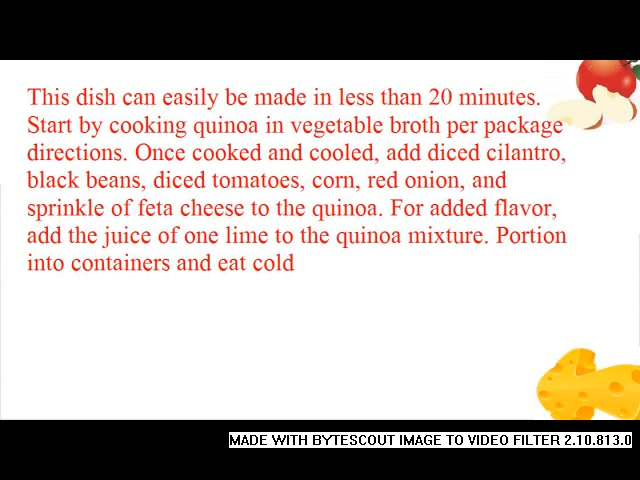 This dish can easily be made in less than 20 minutes.
Start by cooking quinoa in vegetable broth per package
directions. Once cooked and cooled, add diced cilantro,
black beans, diced tomatoes, corn, red onion, and
sprinkle of feta cheese to the quinoa. For added flavor,
add the juice of one lime to the quinoa mixture. Portion
into containers and eat cold
MADE WITH BYTESCOUT IMAGE TO VIDEO FILTER 2.10.813.0